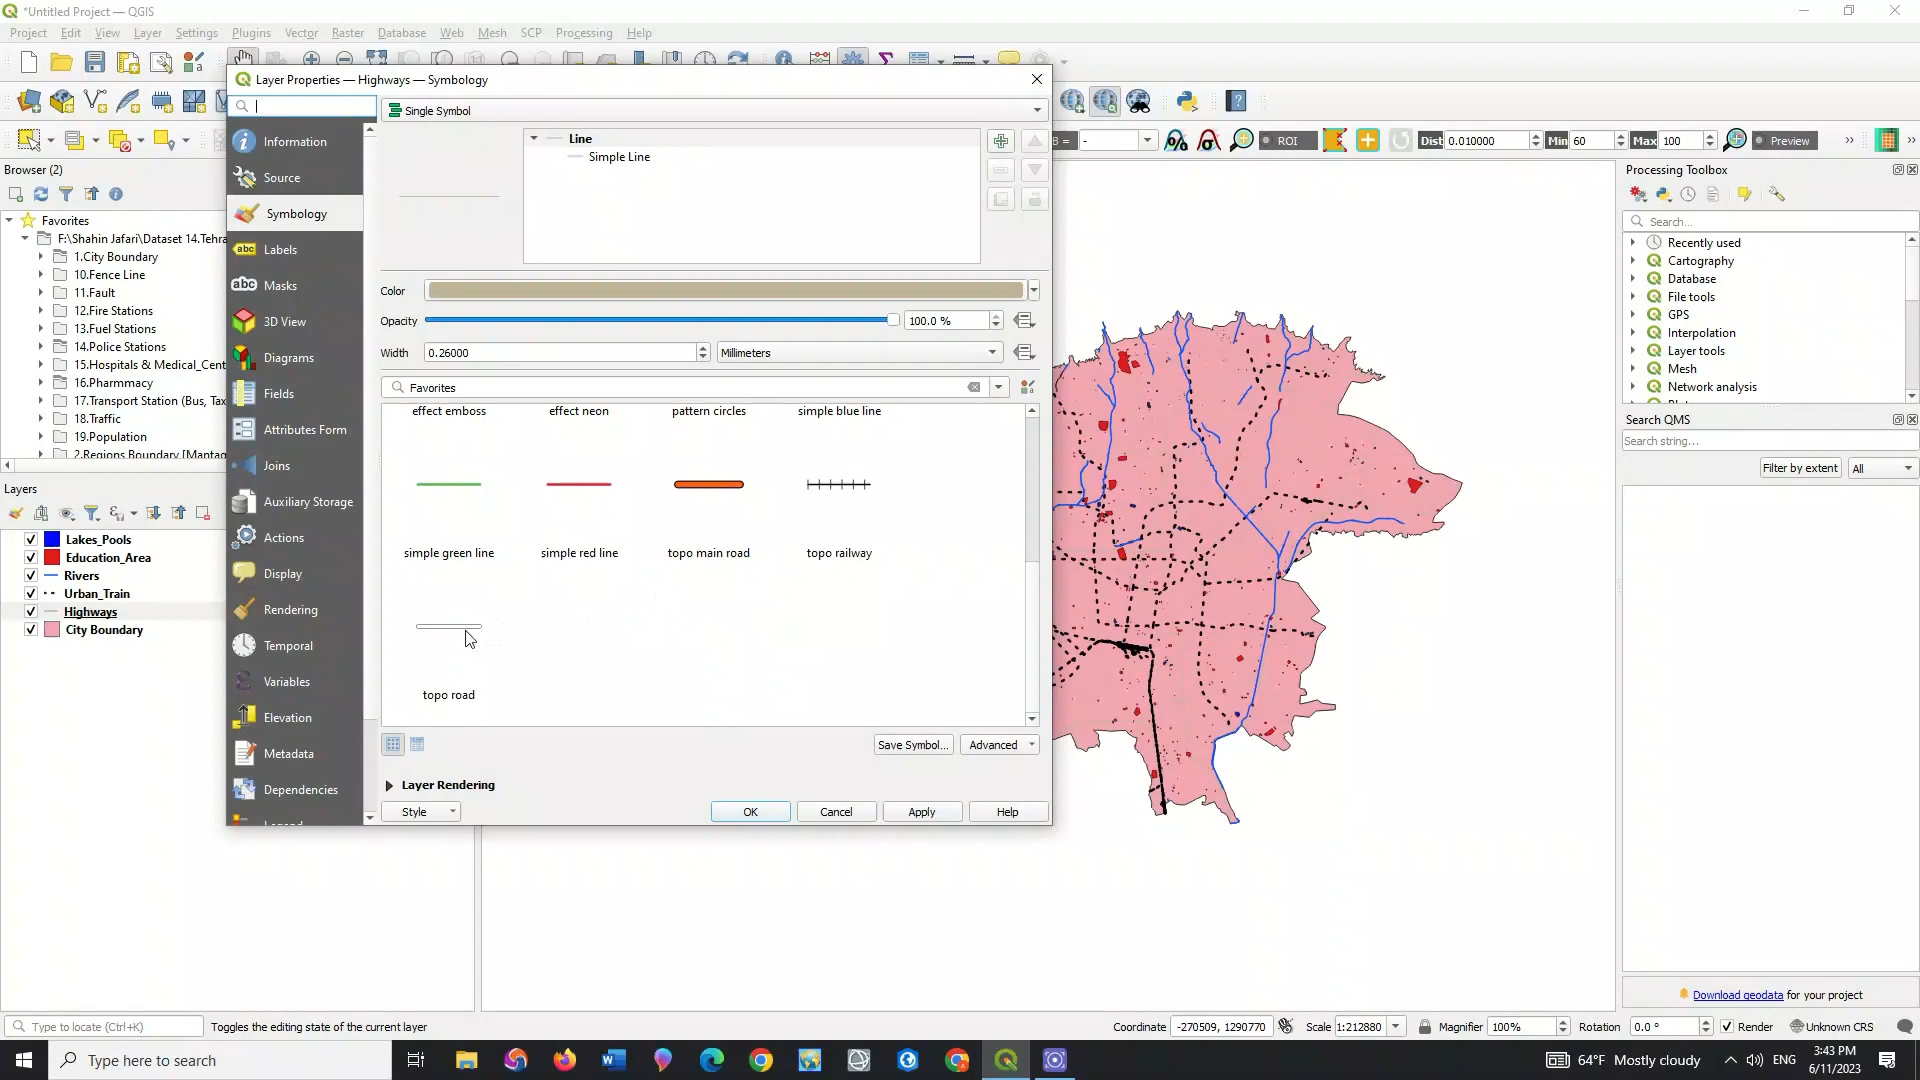 *Untitled Project — QGIS
Project Edit View Layer Settings Plugins Vector Raster Database Web Mesh SCP Processing Help
Layer Properties — Highways — Symbology
Information
Source
Symbology
Labels
Masks
3D View
Diagrams
Fields
Attributes Form
Joins
Auxiliary Storage
Actions
Display
Rendering
Temporal
Variables
Elevation
Metadata
Dependencies
Single Symbol
Line
Simple Line
Color
Opacity 100.0 %
Width 0.26000 Millimeters
Favorites
effect emboss effect neon pattern circles simple blue line
simple green line simple red line topo main road topo railway
topo road
Save Symbol... Advanced
Layer Rendering
Style OK Cancel Apply Help
B = - ROI Dist 0.010000 Min 60 Max 100 Preview
Browser (2)
Favorites
F:\Shahin Jafari\Dataset 14.Tehra
1.City Boundary
10.Fence Line
11.Fault
12.Fire Stations
13.Fuel Stations
14.Police Stations
15.Hospitals & Medical_Cent
16.Pharmmacy
17.Transport Station (Bus, Tax
18.Traffic
19.Population
2.Regions Boundary [Mantag
Layers
Lakes_Pools
Education_Area
Rivers
Urban_Train
Highways
City Boundary
Processing Toolbox
Search...
Recently used
Cartography
Database
File tools
GPS
Interpolation
Layer tools
Mesh
Network analysis
Search QMS
Search string...
Filter by extent All
Download geodata for your project
Type to locate (Ctrl+K) Toggles the editing state of the current layer Coordinate -270509, 1290770 Scale 1:212880 Magnifier 100% Rotation 0.0 ° Render Unknown CRS
Type here to search 64°F Mostly cloudy ENG 3:43 PM
6/11/2023